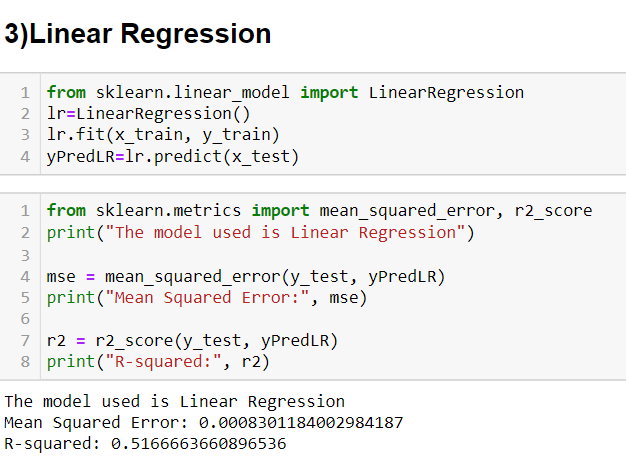 3)Linear Regression
1 from sklearn.linear_model import LinearRegression
2 lr=LinearRegression()
3 lr.fit(x_train, y_train)
4 yPredLR=lr.predict(x_test)
1 from sklearn.metrics import mean_squared_error, r2_score
2 print("The model used is Linear Regression")
3
4 mse = mean_squared_error(y_test, yPredLR)
5 print("Mean Squared Error:", mse)
6
7 r2 = r2_score(y_test, yPredLR)
8 print("R-squared:", r2)
The model used is Linear Regression
Mean Squared Error: 0.0008301184002984187
R-squared: 0.5166663660896536